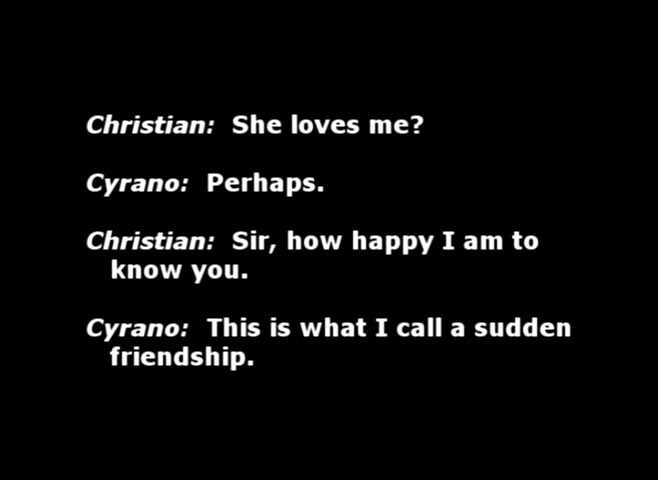 Christian: She loves me?
Cyrano: Perhaps.
Christian: Sir, how happy I am to
know you.
Cyrano: This is what I call a sudden
friendship.